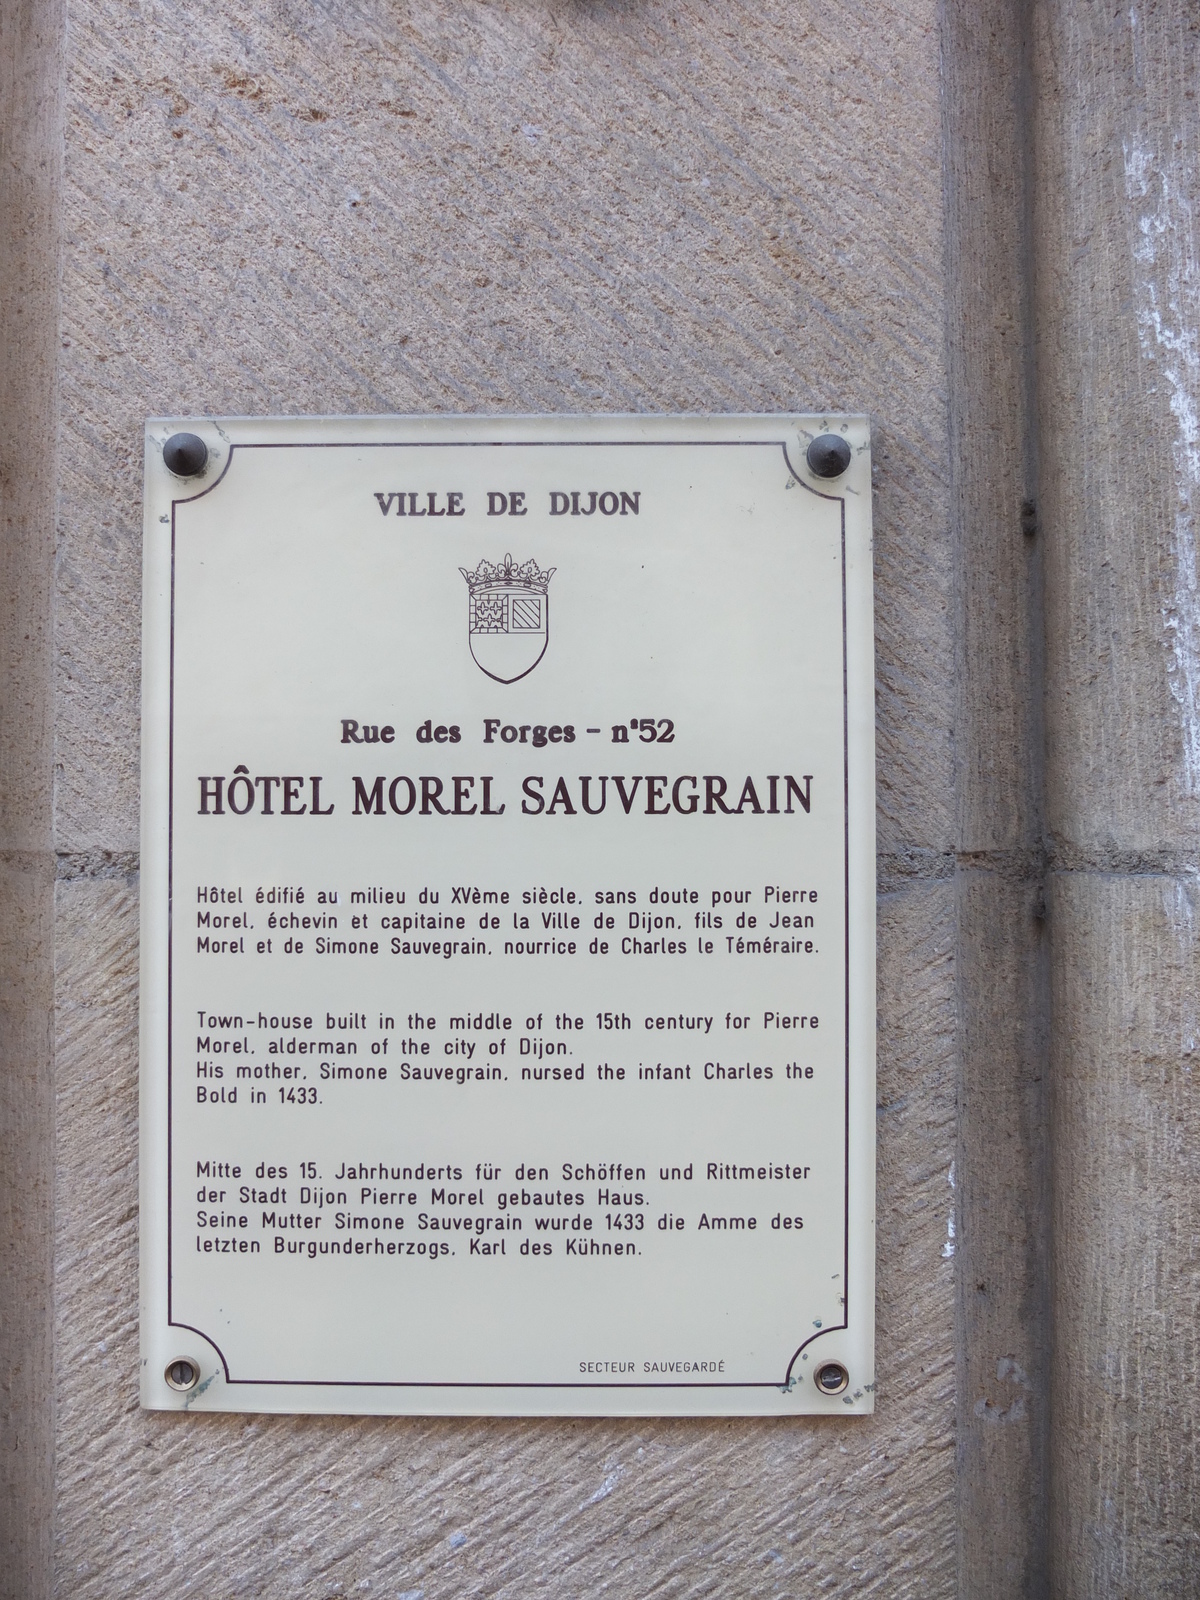 VILLE DE DIJON
Rue des Forges - n°52
HÔTEL MOREL SAUVEGRAIN
Hôtel édifié au milieu du XVème siècle, sans doute pour Pierre
Morel, échevin et capitaine de la Ville de Dijon, fils de Jean
Morel et de Simone Sauvegrain, nourrice de Charles le Téméraire.
Town-house built in the middle of the 15th century for Pierre
Morel, alderman of the city of Dijon.
His mother, Simone Sauvegrain, nursed the infant Charles the
Bold in 1433.
Mitte des 15. Jahrhunderts für den Schöffen und Rittmeister
der Stadt Dijon Pierre Morel gebautes Haus.
Seine Mutter Simone Sauvegrain wurde 1433 die Amme des
letzten Burgunderherzogs, Karl des Kühnen.
SECTEUR SAUVEGARDÉ